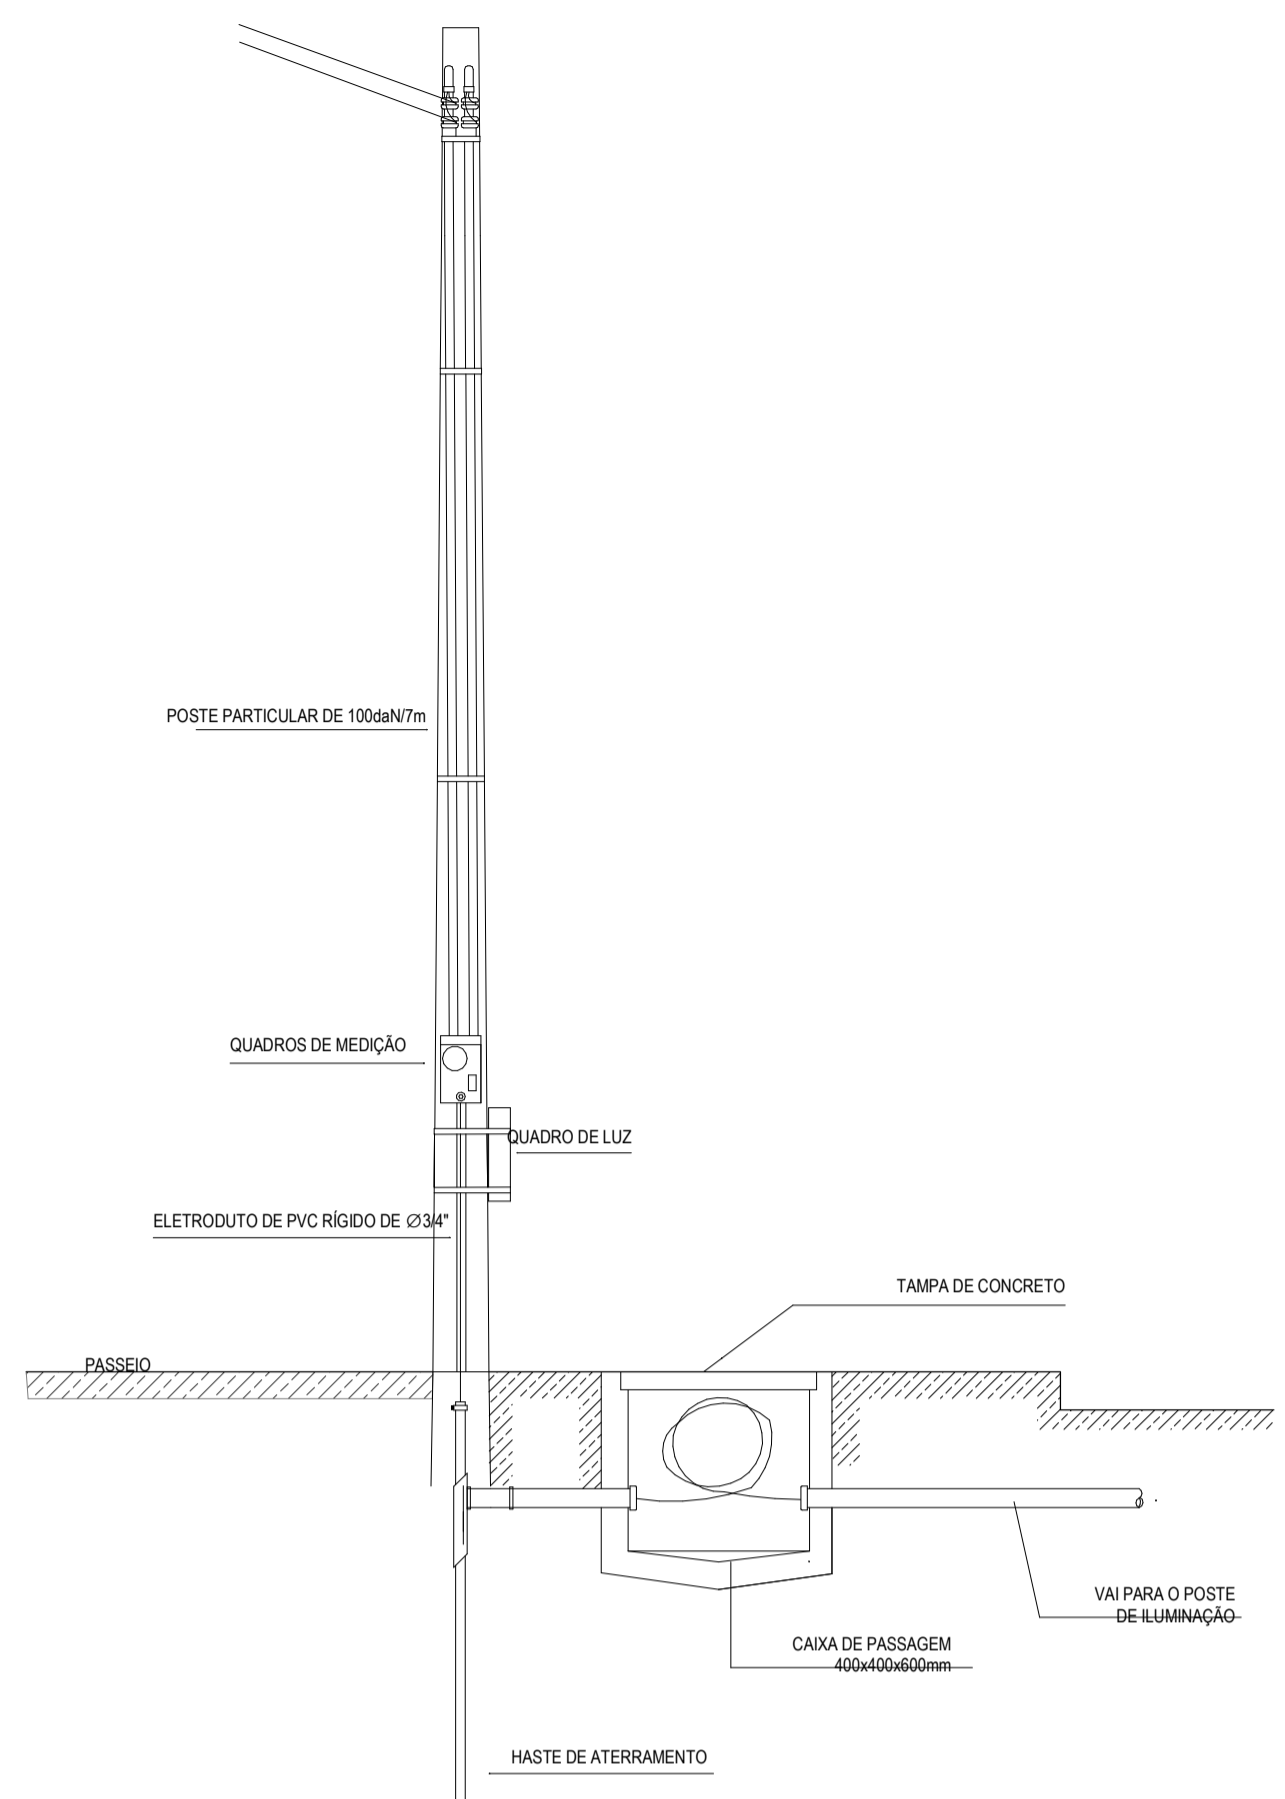 POSTE PARTICULAR DE 100daN/7m
QUADROS DE MEDIÇÃO
QUADRO DE LUZ
ELETRODUTO DE PVC RÍGIDO DE Ø3/4"
TAMPA DE CONCRETO
PASSEIO
VAI PARA O POSTE
DE ILUMINAÇÃO
CAIXA DE PASSAGEM
400x400x600mm
HASTE DE ATERRAMENTO